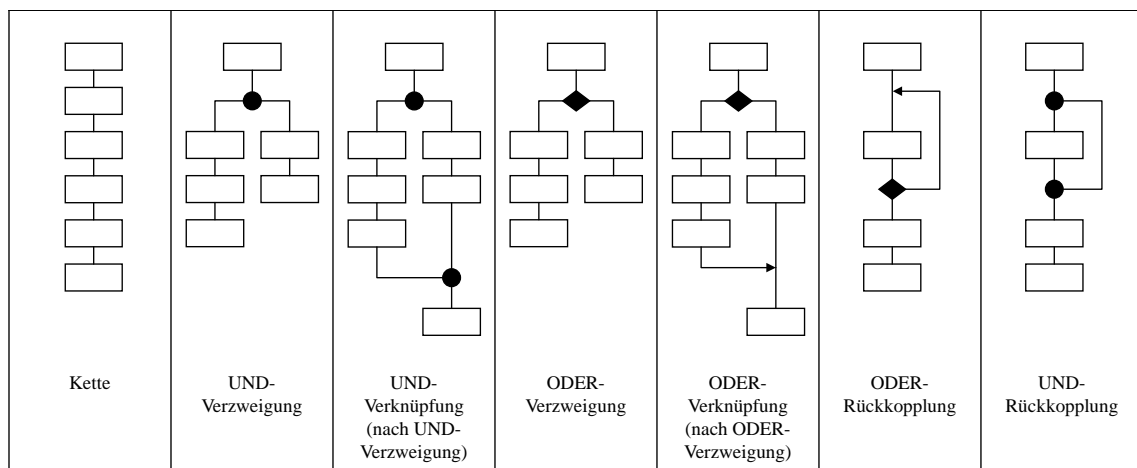 Kette
UND-
Verzweigung
UND-
Verknüpfung
(nach UND-
Verzweigung)
ODER-
Verzweigung
ODER-
Verknüpfung
(nach ODER-
Verzweigung)
ODER-
Rückkopplung
UND-
Rückkopplung